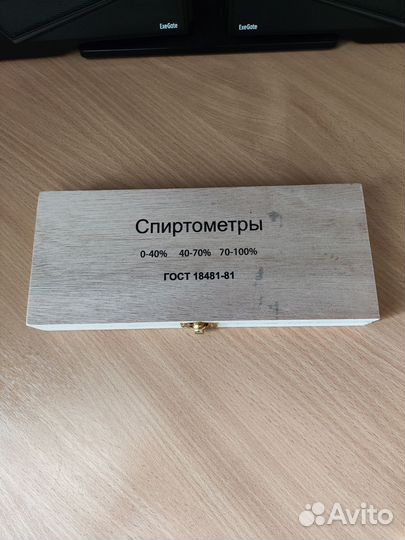 ExeGate ExeGate
Спиртометры
0-40% 40-70% 70-100%
ГОСТ 18481-81
Avito